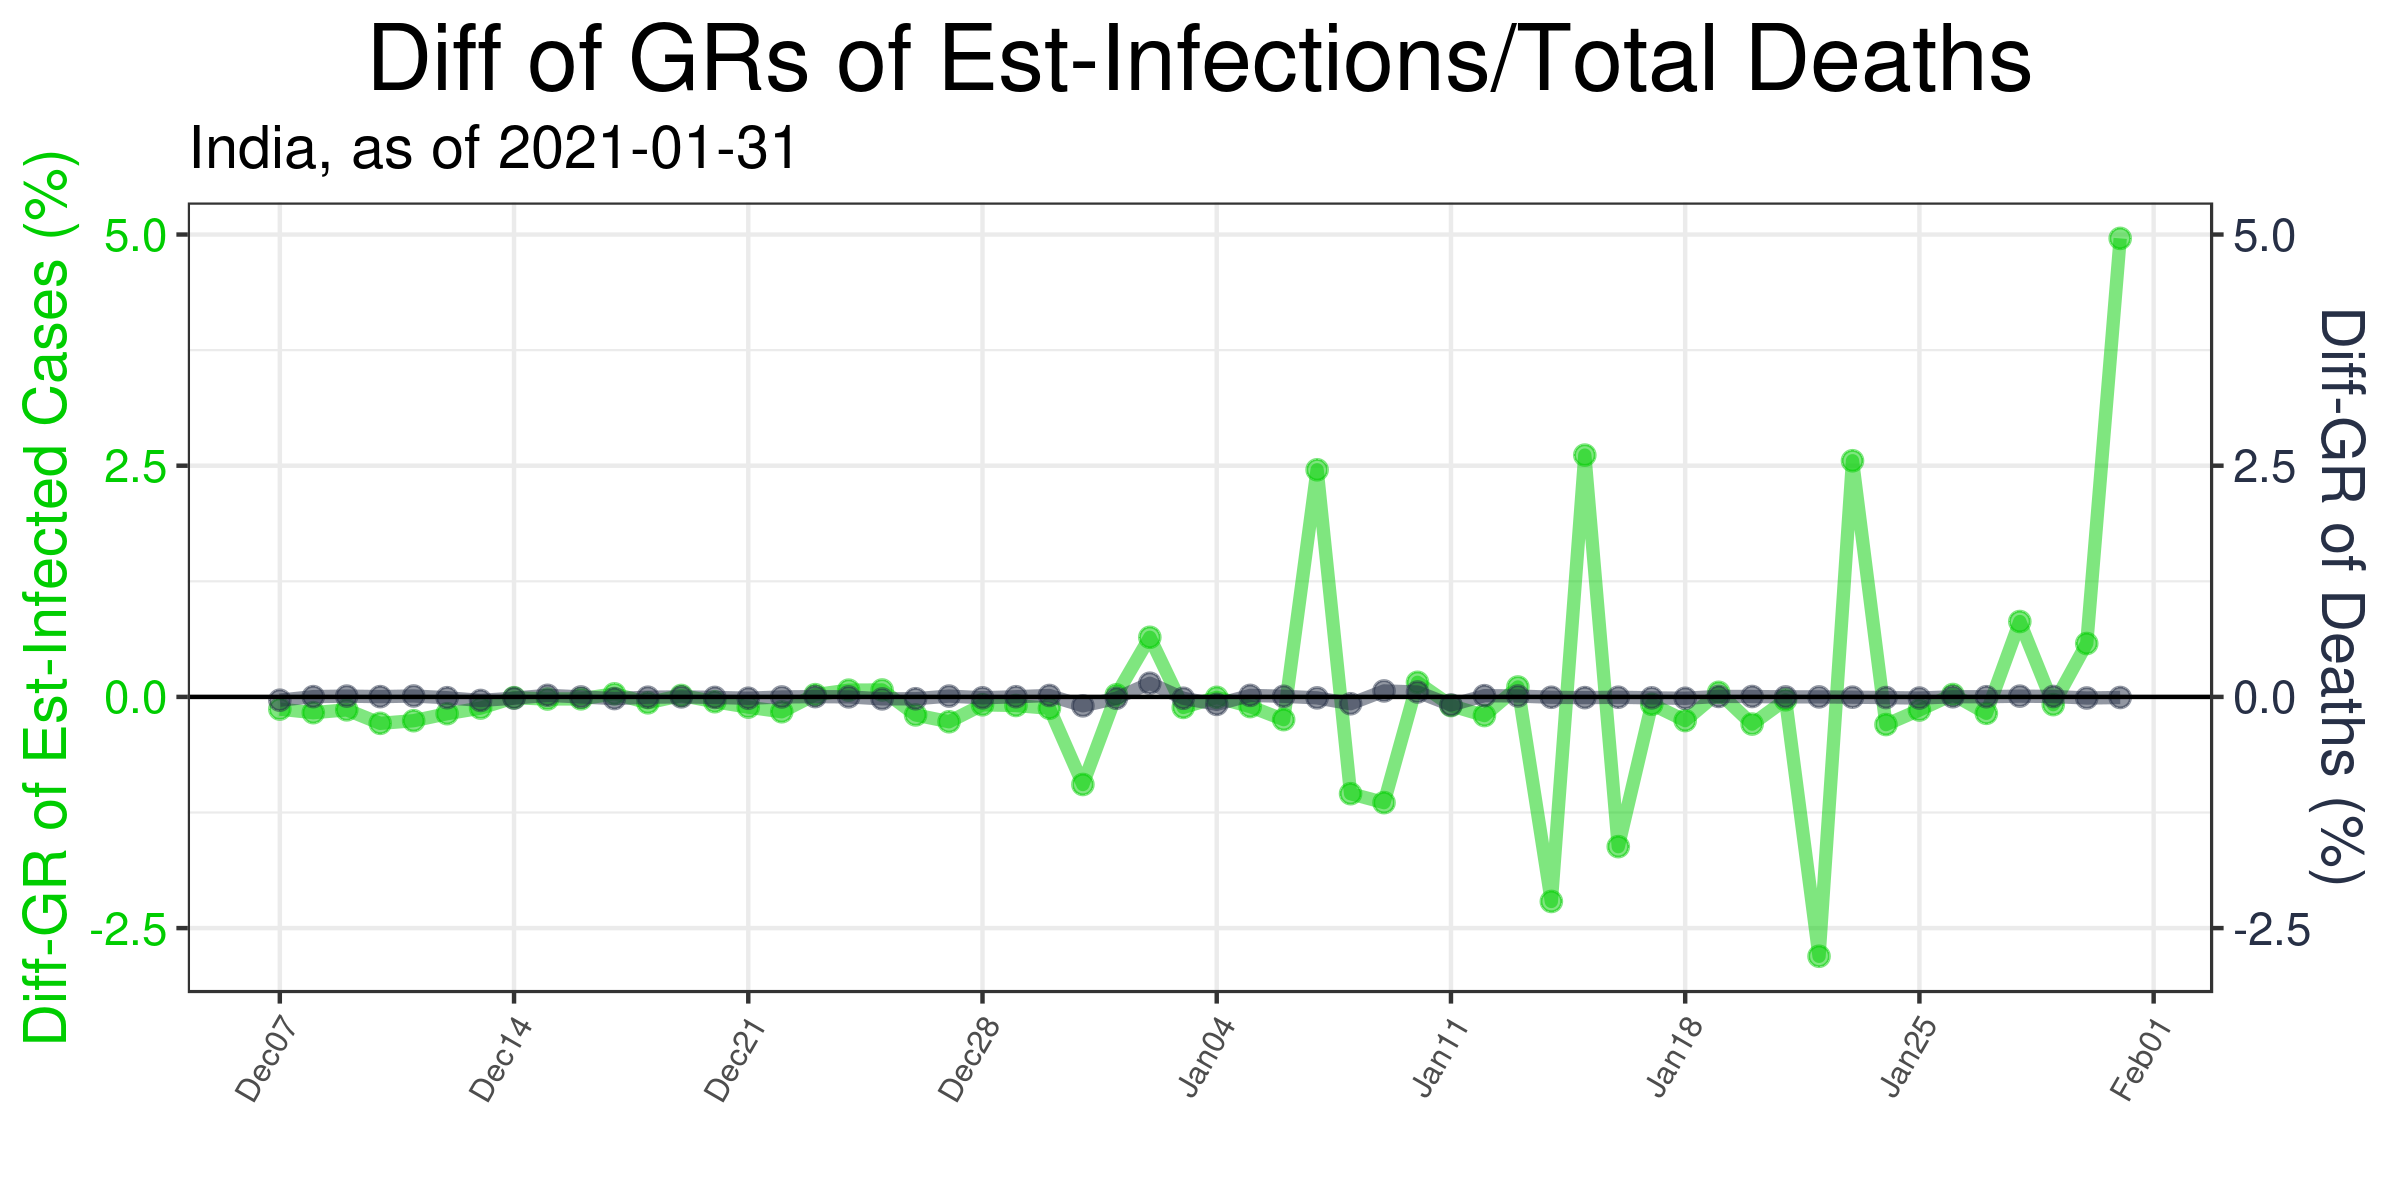 Diff of GRs of Est-Infections/Total Deaths
India, as of 2021-01-31
Diff-GR of Est-Infected Cases (%)
5.0
2.5
0.0
-2.5
5.0
2.5
0.0
-2.5
Diff-GR of Deaths (%)
Dec07
Dec14
Dec21
Dec28
Jan04
Jan11
Jan18
Jan25
Feb01